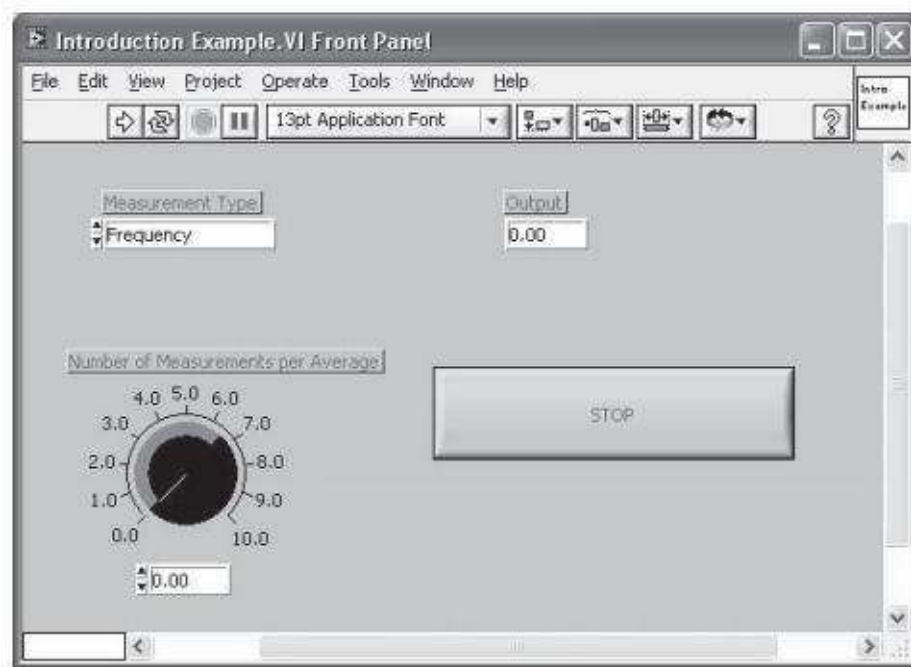 Introduction Example.VI Front Panel
File Edit View Project Operate Tools Window Help
Intro
Example
13pt Application Font
?
Measurement Type
Frequency
Output
0.00
Number of Measurements per Average
0.0
1.0
2.0
3.0
4.0
5.0
6.0
7.0
8.0
9.0
10.0
0.00
STOP